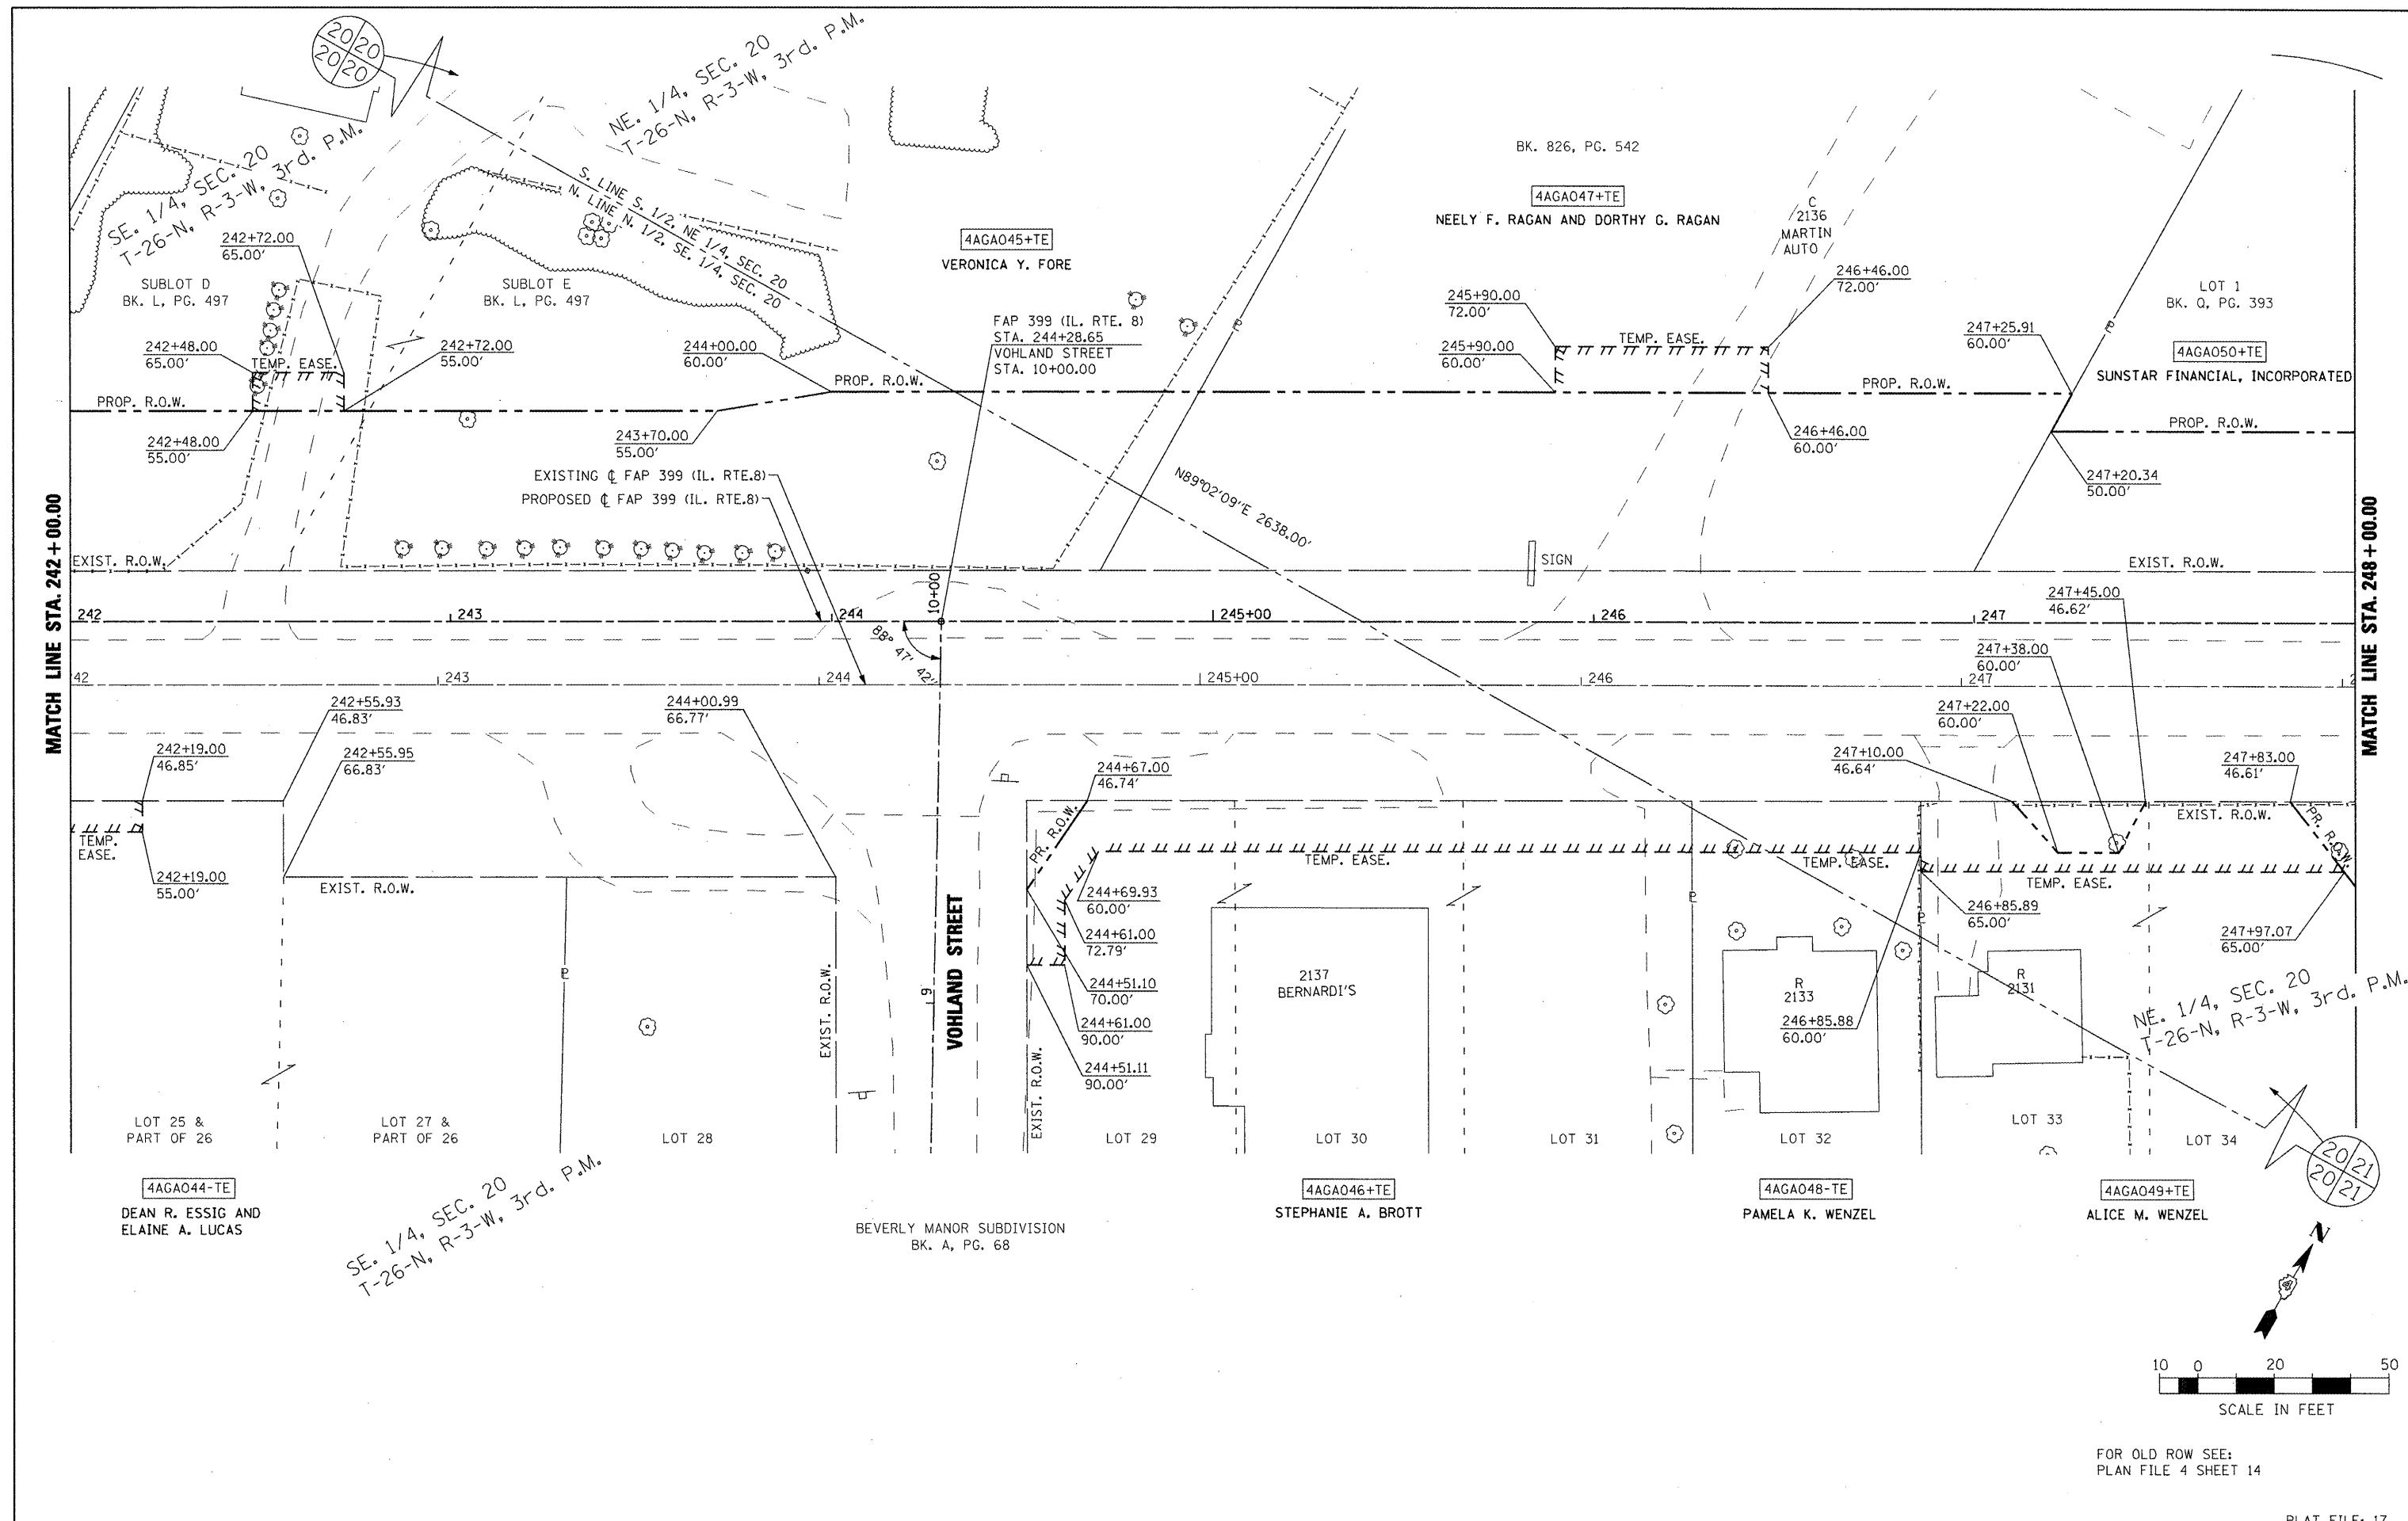 20 20
20 20
SE. 1/4, SEC. 20
T-26-N, R-3-W, 3rd. P.M.
NE. 1/4, SEC. 20
T-26-N, R-3-W, 3rd. P.M.
S. LINE S. 1/2, NE 1/4, SEC. 20
N. LINE N. 1/2, SE. 1/4, SEC. 20
BK. 826, PG. 542
4AGA047+TE
NEELY F. RAGAN AND DORTHY G. RAGAN
C
2136
MARTIN
AUTO
4AGA045+TE
VERONICA Y. FORE
SUBLOT D
BK. L, PG. 497
SUBLOT E
BK. L, PG. 497
LOT 1
BK. Q, PG. 393
4AGA050+TE
SUNSTAR FINANCIAL, INCORPORATED
242+72.00
65.00'
242+48.00
65.00'
TEMP. EASE.
242+72.00
55.00'
244+00.00
60.00'
FAP 399 (IL. RTE. 8)
STA. 244+28.65
VOHLAND STREET
STA. 10+00.00
245+90.00
72.00'
245+90.00
60.00'
TEMP. EASE.
246+46.00
72.00'
247+25.91
60.00'
PROP. R.O.W.
PROP. R.O.W.
PROP. R.O.W.
PROP. R.O.W.
242+48.00
55.00'
243+70.00
55.00'
246+46.00
60.00'
247+20.34
50.00'
EXISTING ℄ FAP 399 (IL. RTE.8)
PROPOSED ℄ FAP 399 (IL. RTE.8)
N89°02'09"E 2638.00'
MATCH LINE STA. 242+00.00
MATCH LINE STA. 248+00.00
EXIST. R.O.W.
SIGN
EXIST. R.O.W.
242
243
244
10+00
245+00
246
247
88° 47' 42"
42
243
244
245+00
246
247
2
247+45.00
46.62'
247+38.00
60.00'
247+22.00
60.00'
247+10.00
46.64'
247+83.00
46.61'
242+55.93
46.83'
244+00.99
66.77'
242+19.00
46.85'
242+55.95
66.83'
244+67.00
46.74'
TEMP.
EASE.
242+19.00
55.00'
EXIST. R.O.W.
PR. R.O.W.
TEMP. EASE.
TEMP. EASE.
EXIST. R.O.W.
PR. R.O.W.
TEMP. EASE.
244+69.93
60.00'
244+61.00
72.79'
244+51.10
70.00'
244+61.00
90.00'
244+51.11
90.00'
246+85.89
65.00'
246+85.88
60.00'
247+97.07
65.00'
P
P
P
P
P
EXIST. R.O.W.
9
VOHLAND STREET
EXIST. R.O.W.
2137
BERNARDI'S
R
2133
R
2131
NE. 1/4, SEC. 20
T-26-N, R-3-W, 3rd. P.M.
LOT 25 &
PART OF 26
LOT 27 &
PART OF 26
LOT 28
LOT 29
LOT 30
LOT 31
LOT 32
LOT 33
LOT 34
20 21
20 21
4AGA044-TE
DEAN R. ESSIG AND
ELAINE A. LUCAS
SE. 1/4, SEC. 20
T-26-N, R-3-W, 3rd. P.M.
BEVERLY MANOR SUBDIVISION
BK. A, PG. 68
4AGA046+TE
STEPHANIE A. BROTT
4AGA048-TE
PAMELA K. WENZEL
4AGA049+TE
ALICE M. WENZEL
N
10 0 20 50
SCALE IN FEET
FOR OLD ROW SEE:
PLAN FILE 4 SHEET 14
PLAT FILE: 17